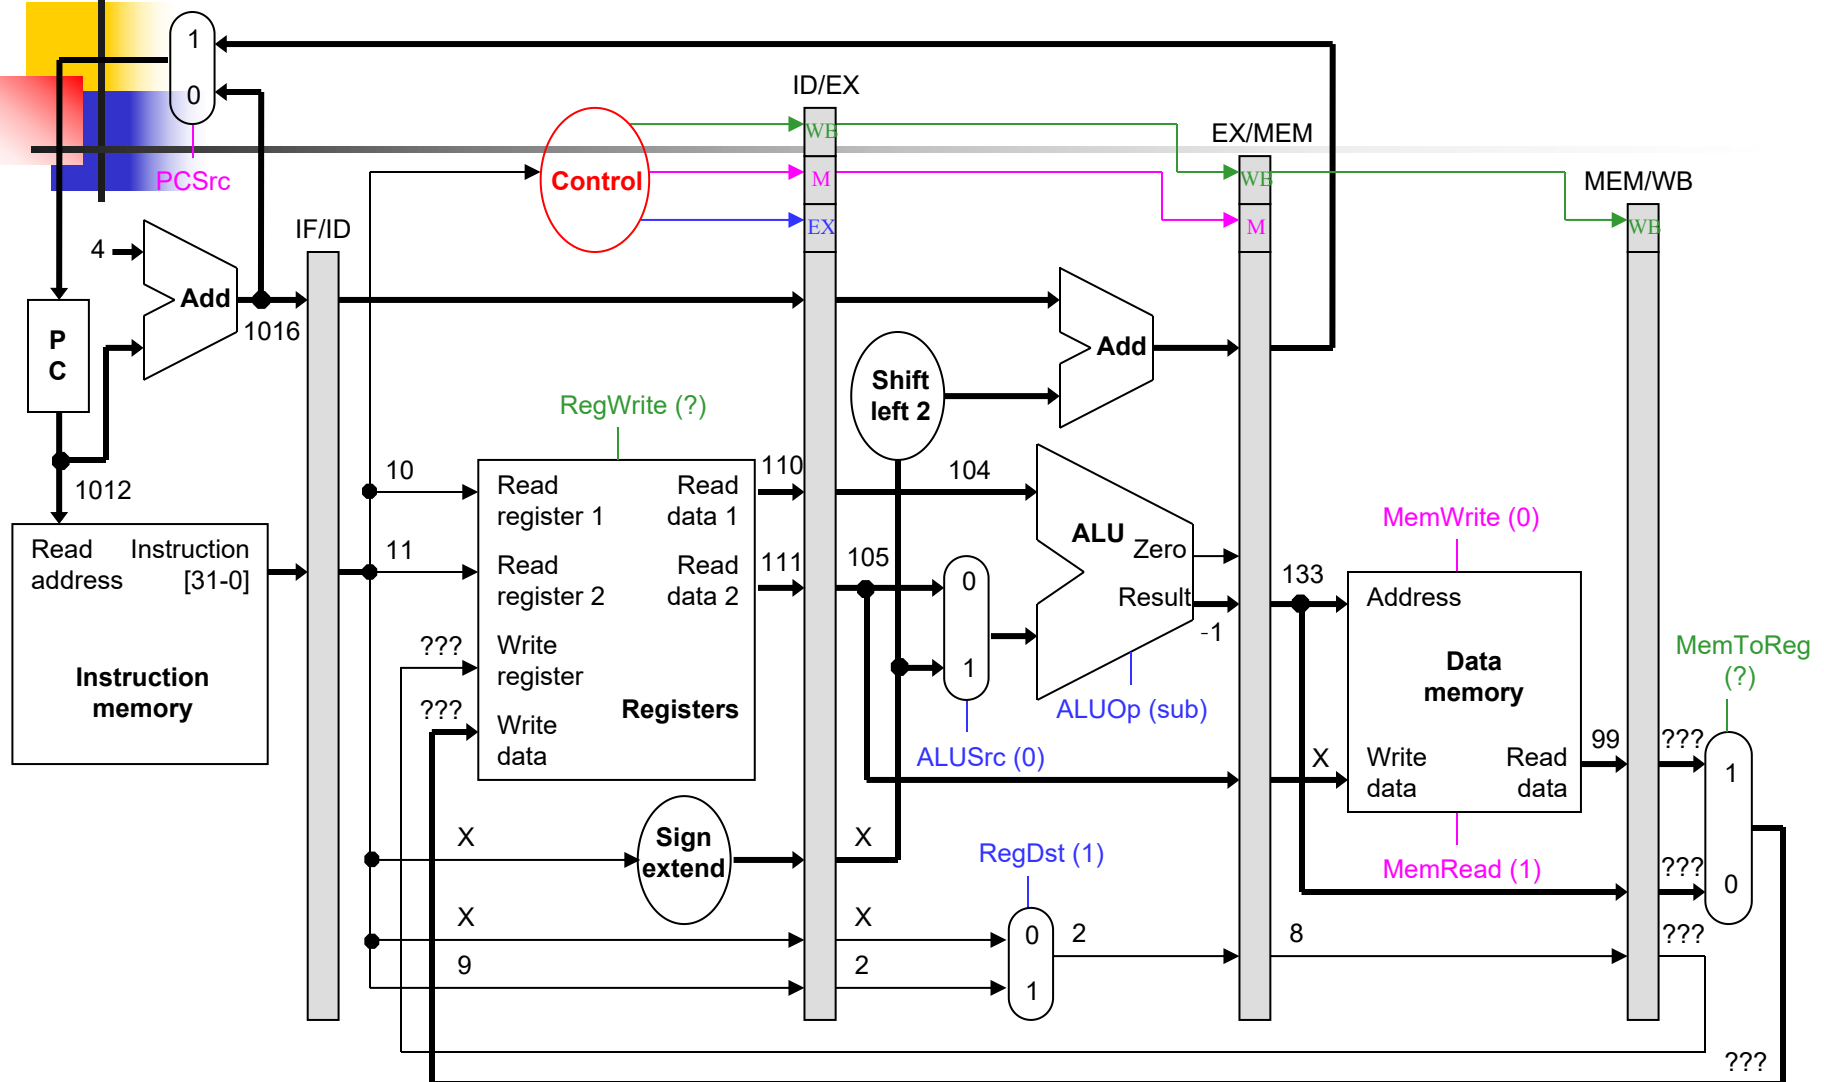 1
ID/EX
0
WB
EX/MEM
Control
M
WB
MEM/WB
PCSrc
IF/ID
EX
M
WB
4
Add
1016
P
C
Add
Shift
left 2
RegWrite (?)
10
Read
register 1
Read
data 1
110
104
1012
MemWrite (0)
Read
address
Instruction
[31-0]
11
Read
register 2
Read
data 2
111
105
0
ALU
Zero
Result
-1
133
Address
???
Write
register
1
Data
memory
MemToReg
(?)
Instruction
memory
???
Write
data
Registers
ALUOp (sub)
ALUSrc (0)
X
Write
data
Read
data
99
???
1
X
Sign
extend
X
RegDst (1)
MemRead (1)
???
0
X
X
0
2
8
???
9
2
1
???